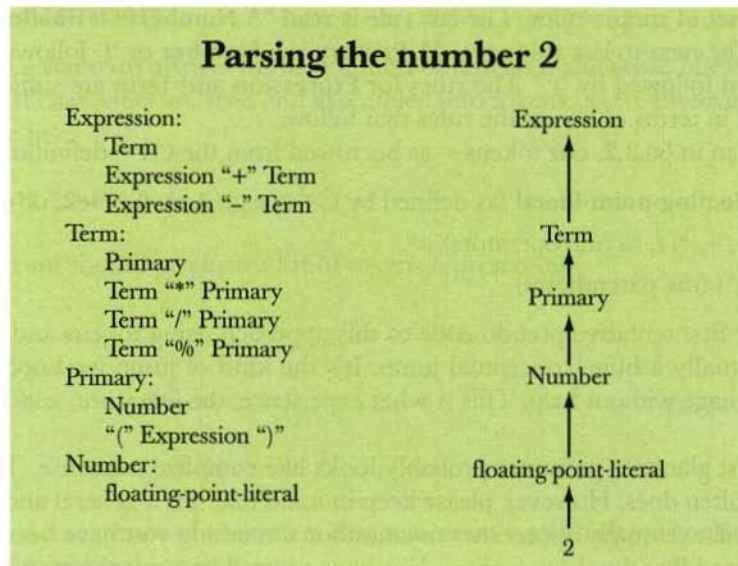 Parsing the number 2
Expression:
Term
Expression “+” Term
Expression “–” Term
Term:
Primary
Term “*” Primary
Term “/” Primary
Term “%” Primary
Primary:
Number
“(” Expression “)”
Number:
floating-point-literal
Expression
Term
Primary
Number
floating-point-literal
2